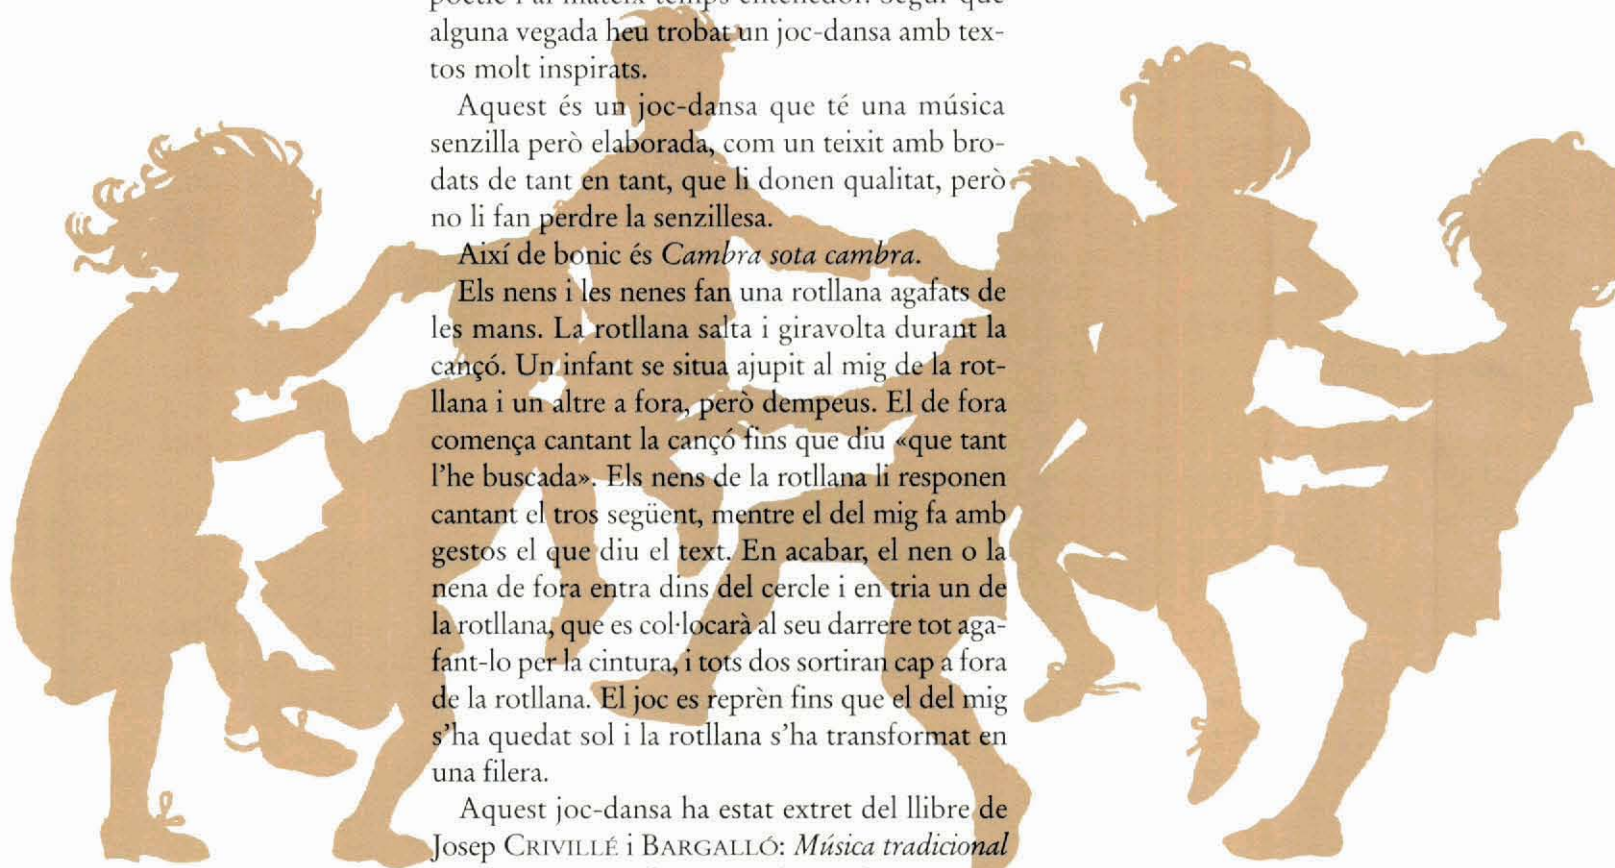 poètic i al mateix temps entenedor. Segur que
alguna vegada heu trobat un joc-dansa amb tex-
tos molt inspirats.
Aquest és un joc-dansa que té una música
senzilla però elaborada, com un teixit amb bro-
dats de tant en tant, que li donen qualitat, però
no li fan perdre la senzillesa.
Així de bonic és Cambra sota cambra.
Els nens i les nenes fan una rotllana agafats de
les mans. La rotllana salta i giravolta durant la
cançó. Un infant se situa ajupit al mig de la rot-
llana i un altre a fora, però dempeus. El de fora
comença cantant la cançó fins que diu «que tant
l'he buscada». Els nens de la rotllana li responen
cantant el tros següent, mentre el del mig fa amb
gestos el que diu el text. En acabar, el nen o la
nena de fora entra dins del cercle i en tria un de
la rotllana, que es col·locarà al seu darrere tot aga-
fant-lo per la cintura, i tots dos sortiran cap a fora
de la rotllana. El joc es reprèn fins que el del mig
s'ha quedat sol i la rotllana s'ha transformat en
una filera.
Aquest joc-dansa ha estat extret del llibre de
Josep CRIVILLÉ i BARGALLÓ: Música tradicional